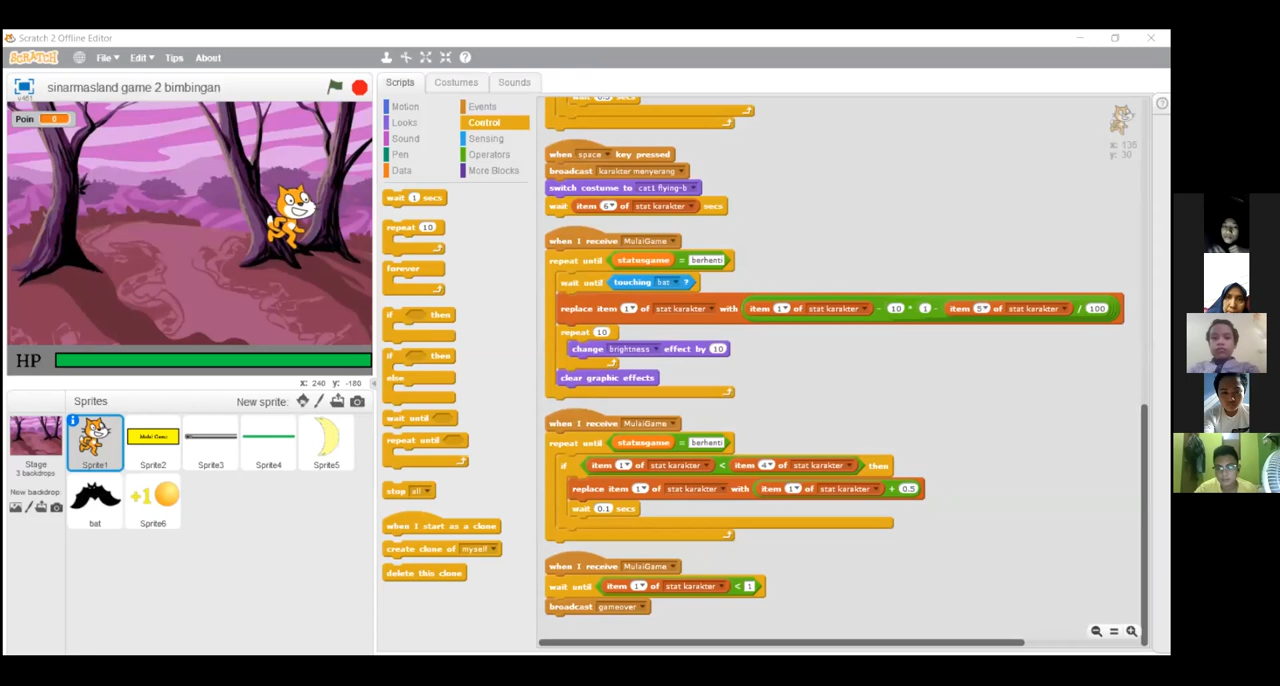 Scratch 2 Offline Editor
SCRATCH File Edit Tips About
sinarmasland game 2 bimbingan
v461
Poin 0
HP
x: 240 y: -180
Sprites New sprite:
Stage
3 backdrops
New backdrop:
Sprite1
Mulai Game
Sprite2
Sprite3
Sprite4
Sprite5
bat
+1
Sprite6
Scripts Costumes Sounds
Motion Events
Looks Control
Sound Sensing
Pen Operators
Data More Blocks
wait 1 secs
repeat 10
forever
if then
if then
else
wait until
repeat until
stop all
when I start as a clone
create clone of myself
delete this clone
wait 0.5 secs
when space key pressed
broadcast karakter menyerang
switch costume to cat1 flying-b
wait item 6 of stat karakter secs
when I receive MulaiGame
repeat until statusgame = berhenti
wait until touching bat ?
replace item 1 of stat karakter with item 1 of stat karakter - 10 * 1 - item 5 of stat karakter / 100
repeat 10
change brightness effect by 10
clear graphic effects
when I receive MulaiGame
repeat until statusgame = berhenti
if item 1 of stat karakter < item 4 of stat karakter then
replace item 1 of stat karakter with item 1 of stat karakter + 0.5
wait 0.1 secs
when I receive MulaiGame
wait until item 1 of stat karakter < 1
broadcast gameover
x: 136
y: 30